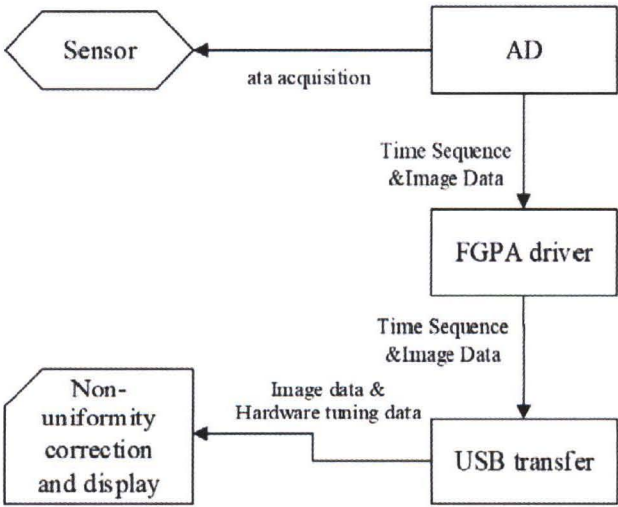 Sensor
AD
ata acquisition
Time Sequence
&Image Data
FGPA driver
Time Sequence
&Image Data
Image data &
Hardware tuning data
Non-
uniformity
correction
and display
USB transfer